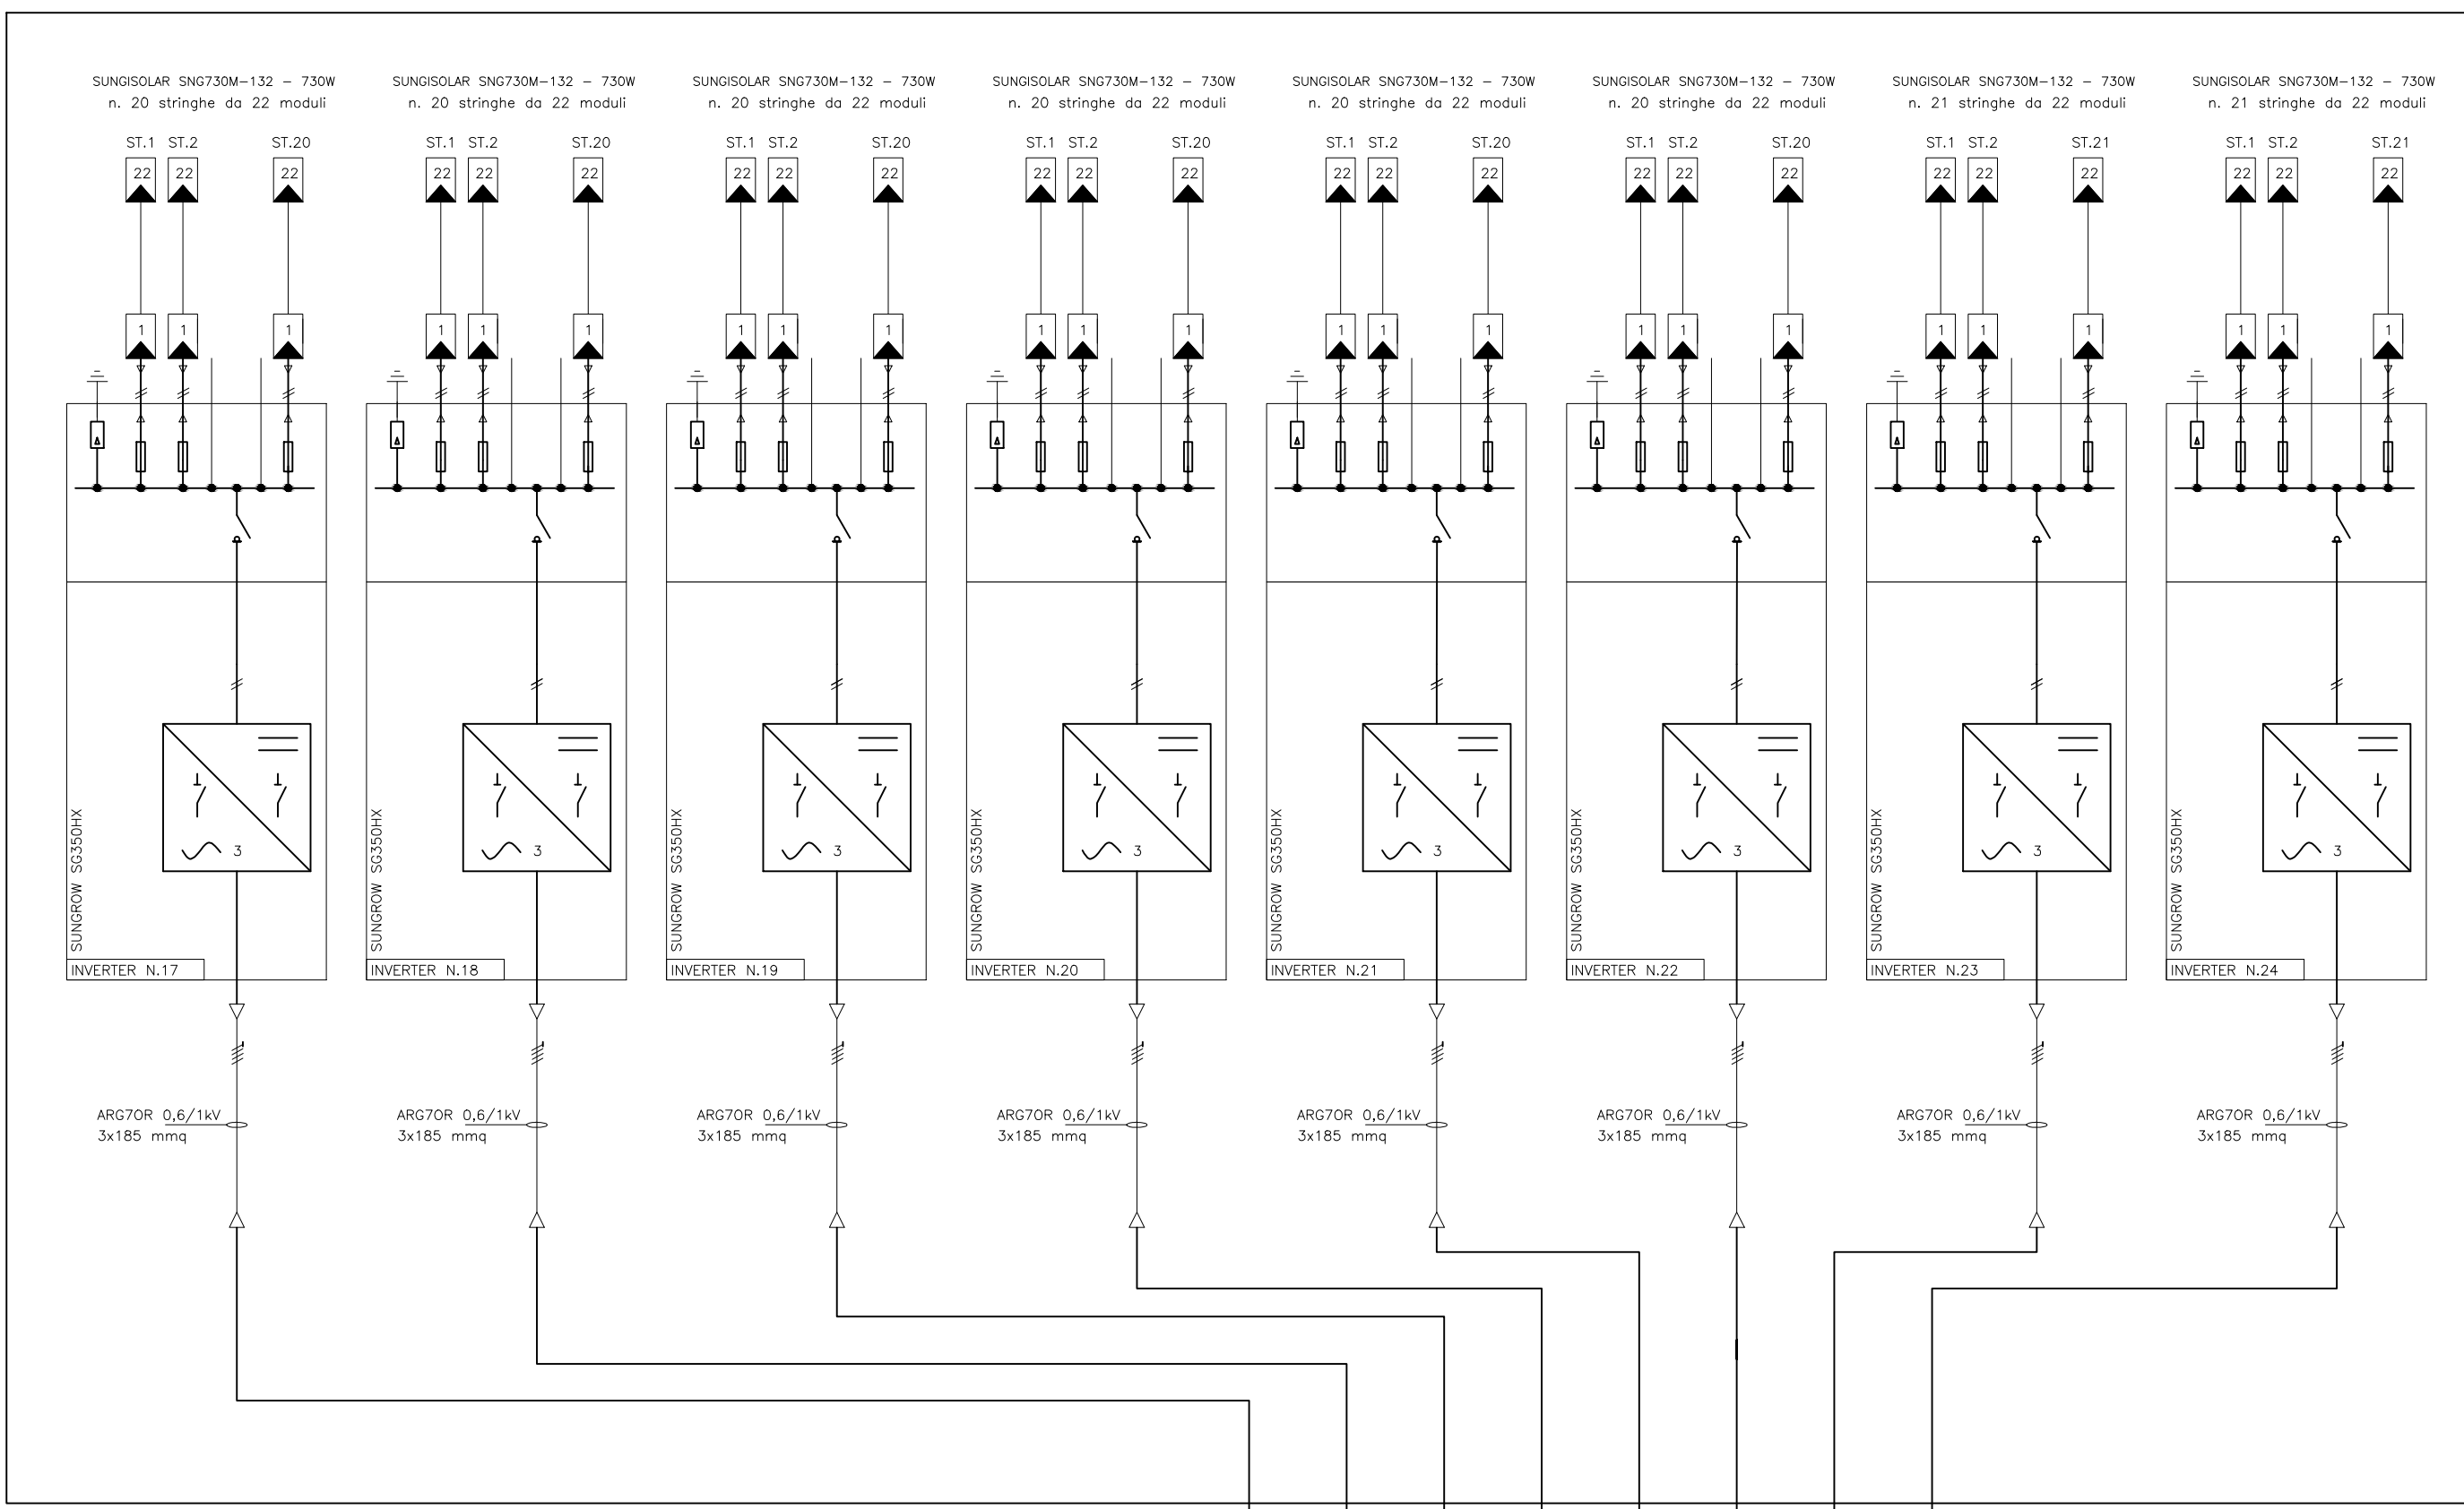 SUNGISOLAR SNG730M-132 - 730W
n. 20 stringhe da 22 moduli
ST.1 ST.2 ST.20
22 22 22
1 1 1
SUNGROW SG350HX
3
INVERTER N.17
ARG7OR 0,6/1kV
3x185 mmq
SUNGISOLAR SNG730M-132 - 730W
n. 20 stringhe da 22 moduli
ST.1 ST.2 ST.20
22 22 22
1 1 1
SUNGROW SG350HX
3
INVERTER N.18
ARG7OR 0,6/1kV
3x185 mmq
SUNGISOLAR SNG730M-132 - 730W
n. 20 stringhe da 22 moduli
ST.1 ST.2 ST.20
22 22 22
1 1 1
SUNGROW SG350HX
3
INVERTER N.19
ARG7OR 0,6/1kV
3x185 mmq
SUNGISOLAR SNG730M-132 - 730W
n. 20 stringhe da 22 moduli
ST.1 ST.2 ST.20
22 22 22
1 1 1
SUNGROW SG350HX
3
INVERTER N.20
ARG7OR 0,6/1kV
3x185 mmq
SUNGISOLAR SNG730M-132 - 730W
n. 20 stringhe da 22 moduli
ST.1 ST.2 ST.20
22 22 22
1 1 1
SUNGROW SG350HX
3
INVERTER N.21
ARG7OR 0,6/1kV
3x185 mmq
SUNGISOLAR SNG730M-132 - 730W
n. 20 stringhe da 22 moduli
ST.1 ST.2 ST.20
22 22 22
1 1 1
SUNGROW SG350HX
3
INVERTER N.22
ARG7OR 0,6/1kV
3x185 mmq
SUNGISOLAR SNG730M-132 - 730W
n. 21 stringhe da 22 moduli
ST.1 ST.2 ST.21
22 22 22
1 1 1
SUNGROW SG350HX
3
INVERTER N.23
ARG7OR 0,6/1kV
3x185 mmq
SUNGISOLAR SNG730M-132 - 730W
n. 21 stringhe da 22 moduli
ST.1 ST.2 ST.21
22 22 22
1 1 1
SUNGROW SG350HX
3
INVERTER N.24
ARG7OR 0,6/1kV
3x185 mmq